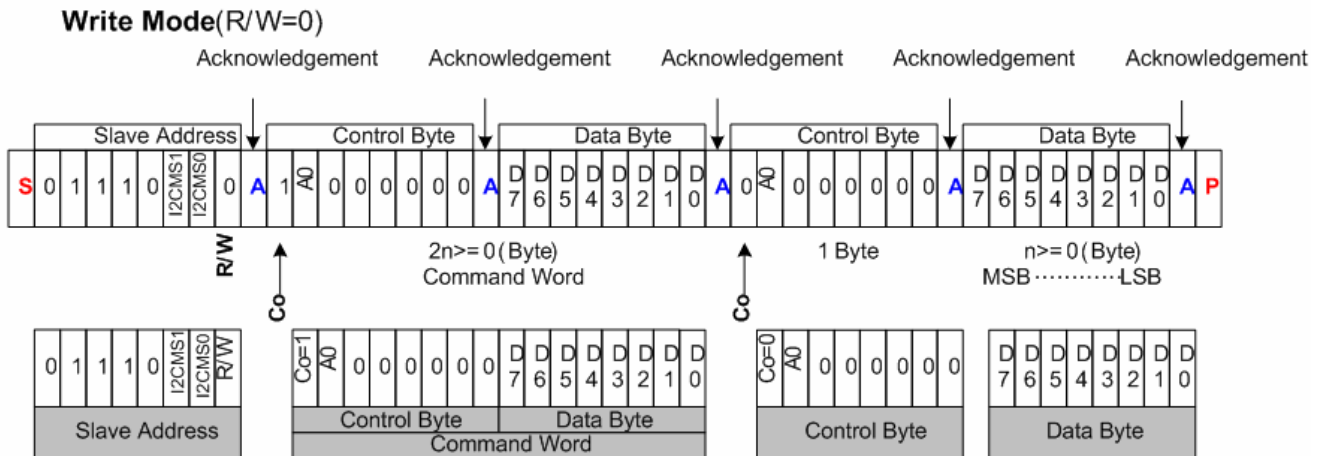 Write Mode(R/W=0)
Acknowledgement Acknowledgement Acknowledgement Acknowledgement Acknowledgement
Slave Address Control Byte Data Byte Control Byte Data Byte
S 0 1 1 1 0 I2CMS1 I2CMS0 0 A 1 A0 0 0 0 0 0 0 A D7 D6 D5 D4 D3 D2 D1 D0 A 0 A0 0 0 0 0 0 0 A D7 D6 D5 D4 D3 D2 D1 D0 A P
R/W 2n>=0(Byte) 1 Byte n>=0(Byte)
Co Command Word Co MSB··········LSB
0 1 1 1 0 I2CMS1 I2CMS0 R/W Co=1 A0 0 0 0 0 0 0 D7 D6 D5 D4 D3 D2 D1 D0 Co=0 A0 0 0 0 0 0 0 D7 D6 D5 D4 D3 D2 D1 D0
Slave Address Control Byte Data Byte Control Byte Data Byte
Command Word